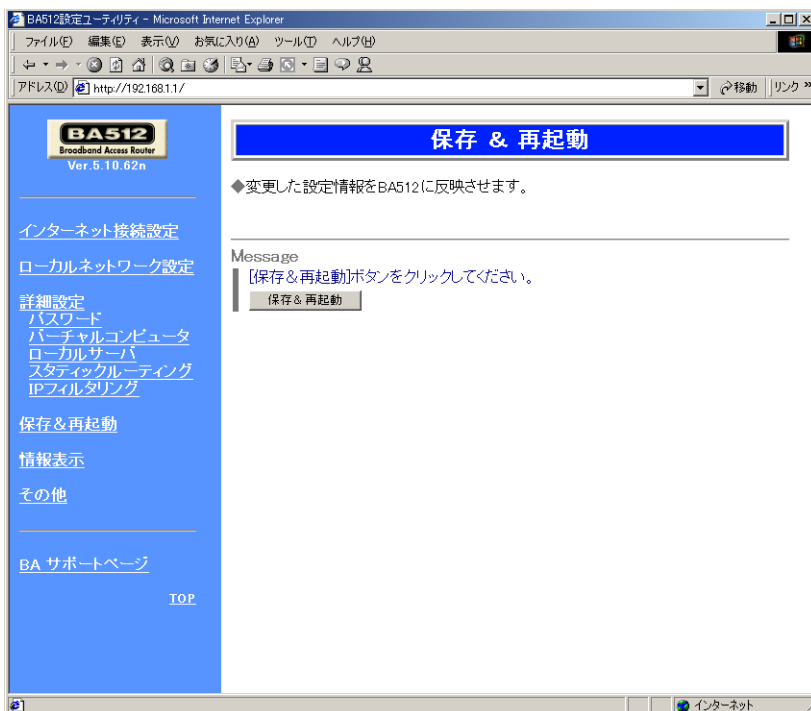 BA512設定ユーティリティ - Microsoft Internet Explorer
ファイル(F) 編集(E) 表示(V) お気に入り(A) ツール(T) ヘルプ(H)
アドレス(D) http://192.168.1.1/ 移動 リンク »
BA512
Broadband Access Router
Ver.5.10.62n
インターネット接続設定
ローカルネットワーク設定
詳細設定
パスワード
バーチャルコンピュータ
ローカルサーバ
スタティックルーティング
IPフィルタリング
保存&再起動
情報表示
その他
BA サポートページ
TOP
保存 & 再起動
◆変更した設定情報をBA512に反映させます。
Message
[保存&再起動]ボタンをクリックしてください。
保存& 再起動
インターネット